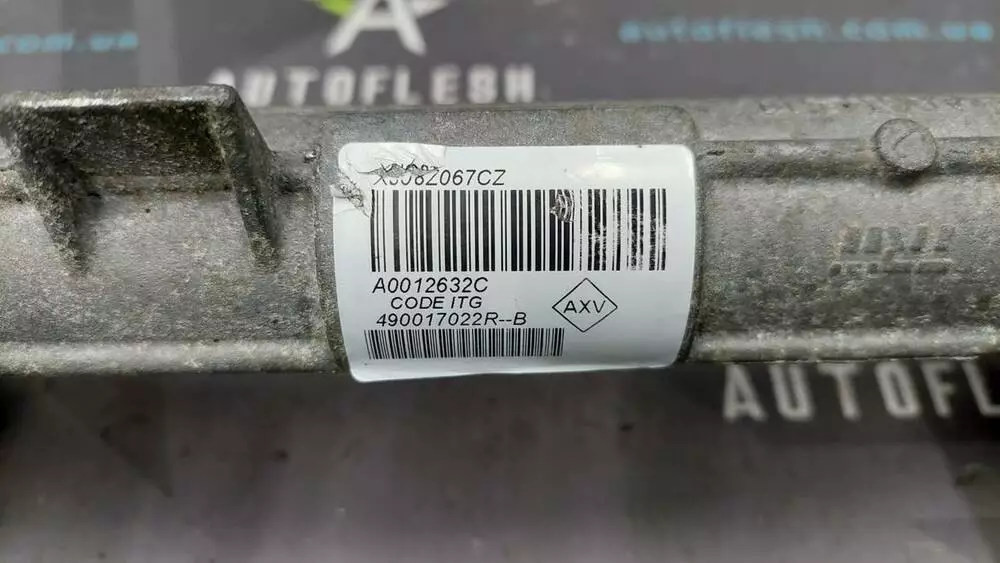 autoflesh.com.ua
AUTOFLESH
A0012632C
CODE ITG
490017022R--B
AXV
AUTOFL